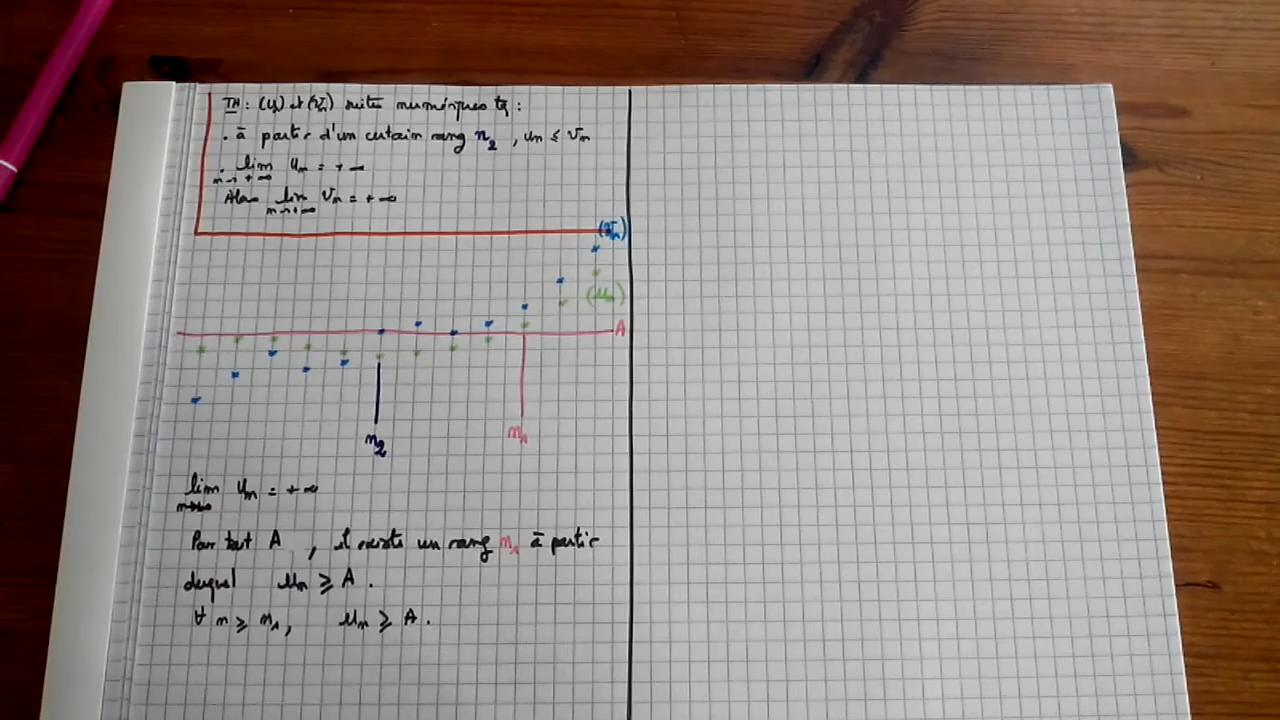 TH : (un) et (vn) suites numériques tq :
. à partir d'un certain rang n2 , un ≤ vn
. lim un = + ∞
n→+∞
Alors lim vn = + ∞
n→+∞
(vn)
(un)
A
n2
n1
lim un = + ∞
n→+∞
Pour tout A , il existe un rang n1 à partir
duquel un ≥ A .
∀ n ≥ n1, un ≥ A .